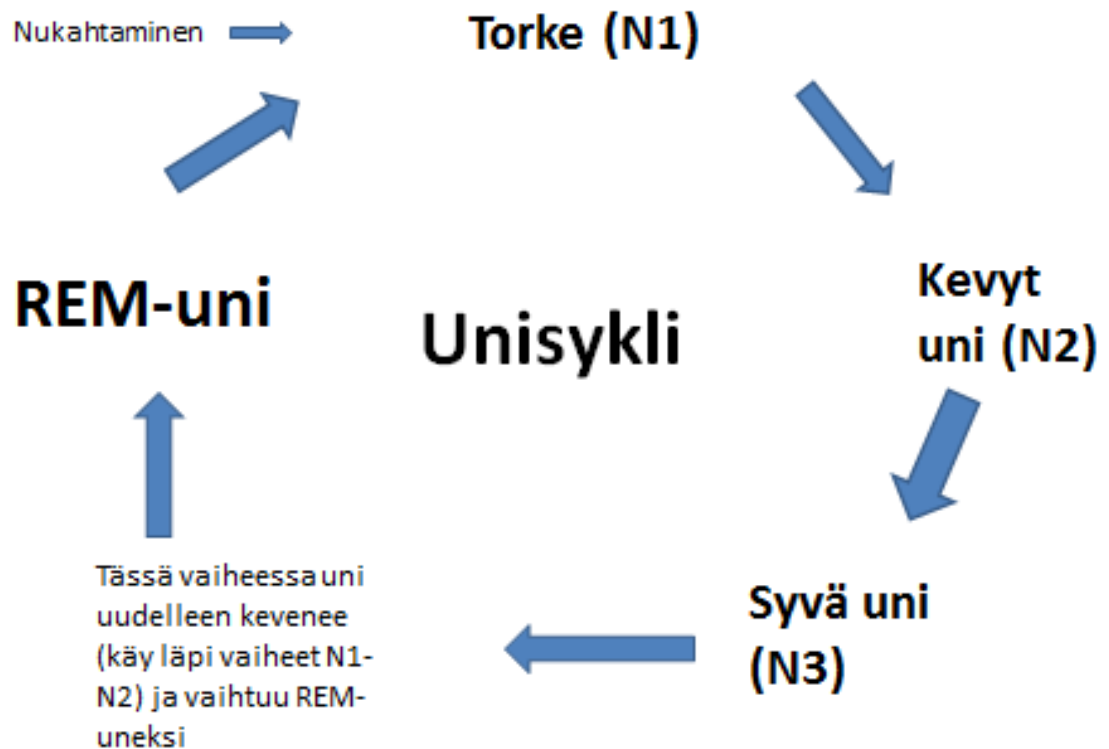 Nukahtaminen
Torke (N1)
Kevyt
uni (N2)
Syvä uni
(N3)
Tässä vaiheessa uni
uudelleen kevenee
(käy läpi vaiheet N1-
N2) ja vaihtuu REM-
uneksi
REM-uni
Unisykli